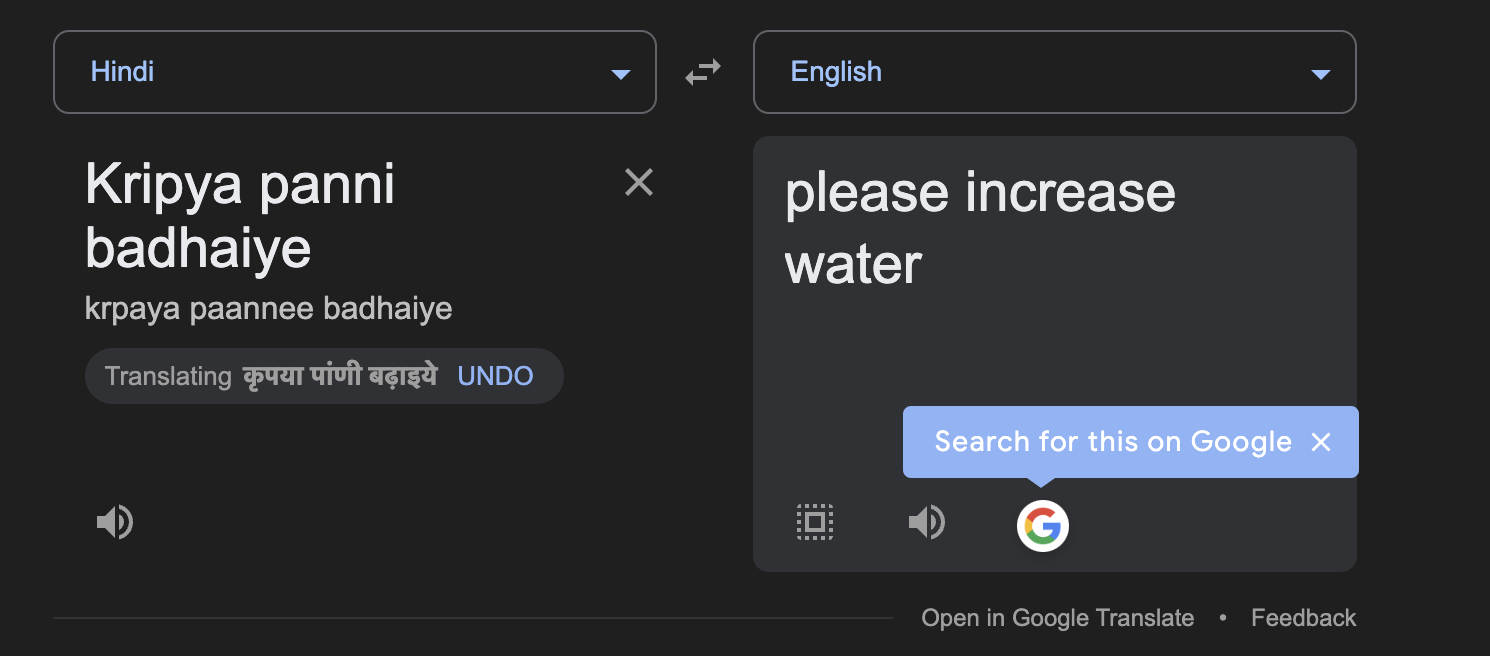 Hindi
English
Kripya panni
badhaiye
krpaya paannee badhaiye
Translating कृपया पांणी बढ़ाइये UNDO
please increase
water
Search for this on Google
Open in Google Translate • Feedback